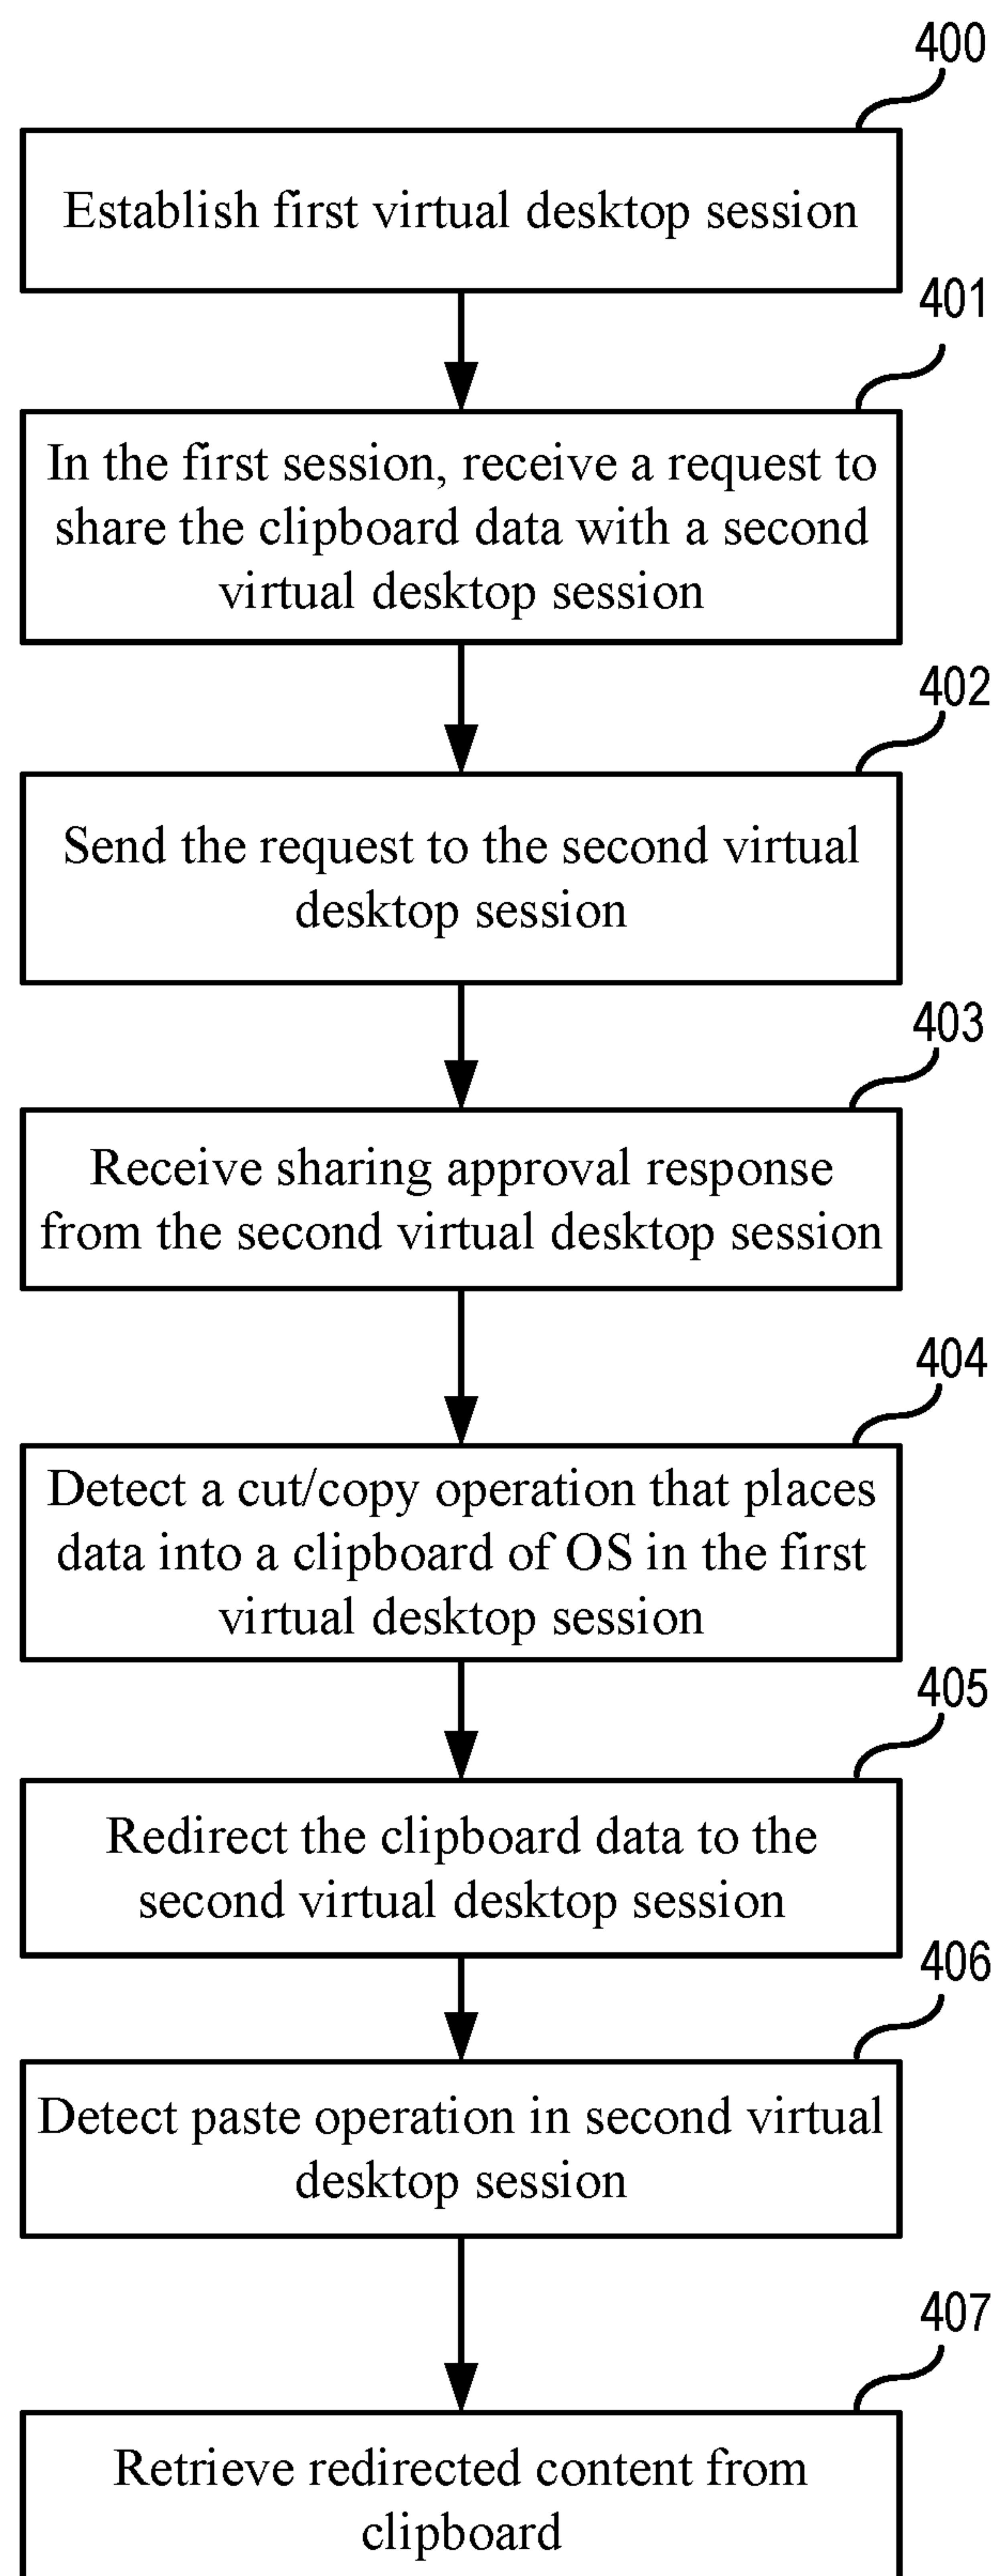 400
Establish first virtual desktop session
401
In the first session, receive a request to
share the clipboard data with a second
virtual desktop session
402
Send the request to the second virtual
desktop session
403
Receive sharing approval response
from the second virtual desktop session
404
Detect a cut/copy operation that places
data into a clipboard of OS in the first
virtual desktop session
405
Redirect the clipboard data to the
second virtual desktop session
406
Detect paste operation in second virtual
desktop session
407
Retrieve redirected content from
clipboard